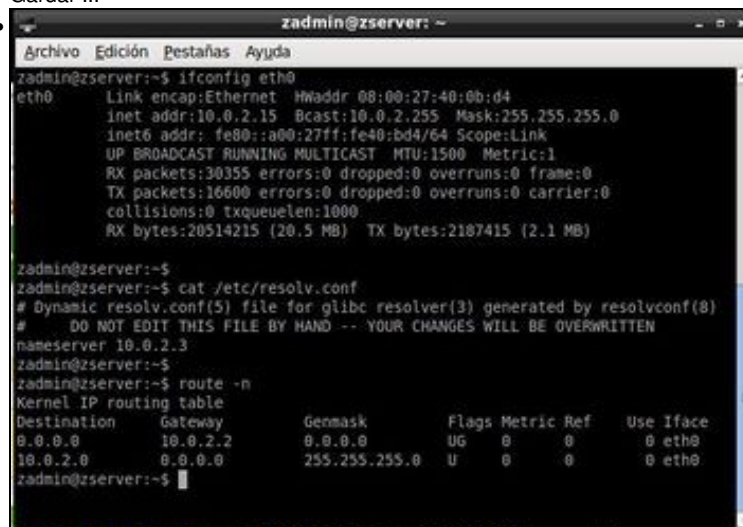 zadmin@zserver: ~
Archivo Edición Pestañas Ayuda
zadmin@zserver:~$ ifconfig eth0
eth0 Link encap:Ethernet HWaddr 08:00:27:40:0b:d4
inet addr:10.0.2.15 Bcast:10.0.2.255 Mask:255.255.255.0
inet6 addr: fe80::a00:27ff:fe40:bd4/64 Scope:Link
UP BROADCAST RUNNING MULTICAST MTU:1500 Metric:1
RX packets:30355 errors:0 dropped:0 overruns:0 frame:0
TX packets:16600 errors:0 dropped:0 overruns:0 carrier:0
collisions:0 txqueuelen:1000
RX bytes:20514215 (20.5 MB) TX bytes:2187415 (2.1 MB)
zadmin@zserver:~$
zadmin@zserver:~$ cat /etc/resolv.conf
# Dynamic resolv.conf(5) file for glibc resolver(3) generated by resolvconf(8)
# DO NOT EDIT THIS FILE BY HAND -- YOUR CHANGES WILL BE OVERWRITTEN
nameserver 10.0.2.3
zadmin@zserver:~$
zadmin@zserver:~$ route -n
Kernel IP routing table
Destination Gateway Genmask Flags Metric Ref Use Iface
0.0.0.0 10.0.2.2 0.0.0.0 UG 0 0 0 eth0
10.0.2.0 0.0.0.0 255.255.255.0 U 0 0 0 eth0
zadmin@zserver:~$